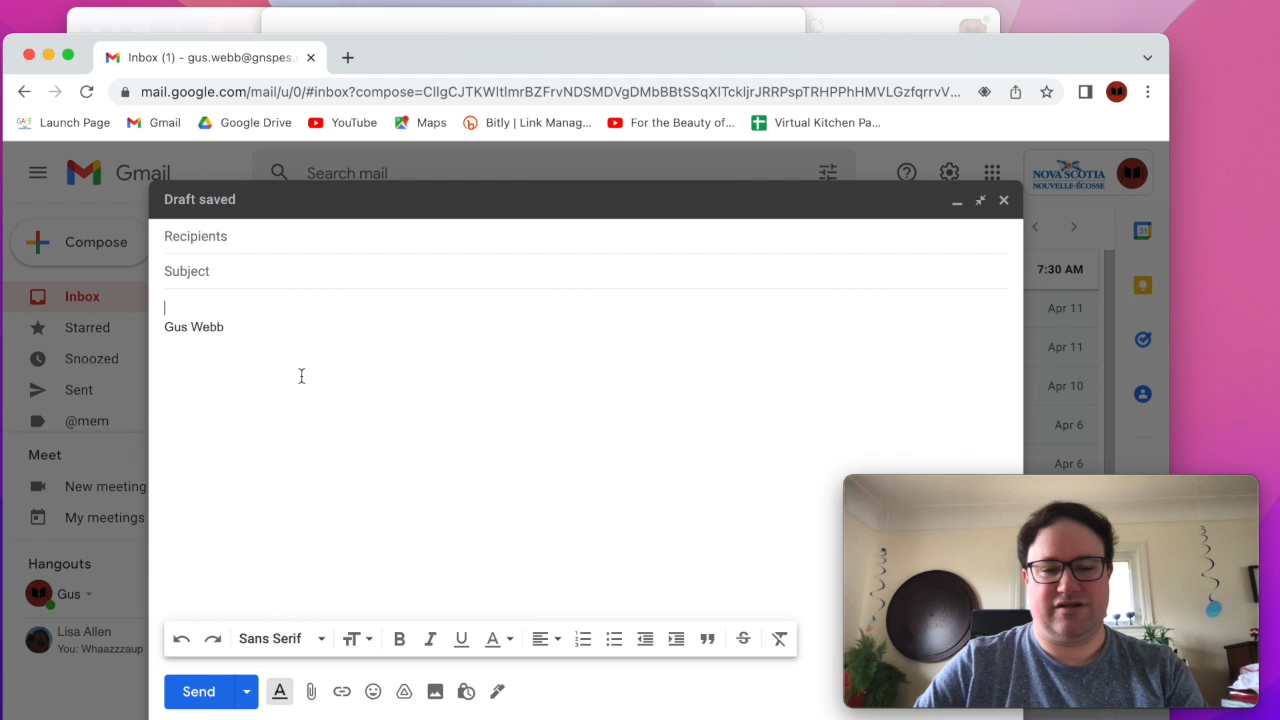 Inbox (1) - gus.webb@gnspes.
mail.google.com/mail/u/0/#inbox?compose=CllgCJTKWltlmrBZFrvNDSMDVgDMbBBtSSqXlTckljrJRRPspTRHPPhHMVLGzfqrrvV...
Launch Page
Gmail
Google Drive
YouTube
Maps
Bitly | Link Manag...
For the Beauty of...
Virtual Kitchen Pa...
Gmail
Search mail
NOVA SCOTIA
NOUVELLE-ÉCOSSE
Draft saved
Compose
Recipients
Subject
Gus Webb
Inbox
Starred
Snoozed
Sent
@mem
Meet
New meeting
My meetings
Hangouts
Gus
Lisa Allen
You: Whaazzzaup
7:30 AM
Apr 11
Apr 11
Apr 10
Apr 6
Apr 6
31
Sans Serif
Send